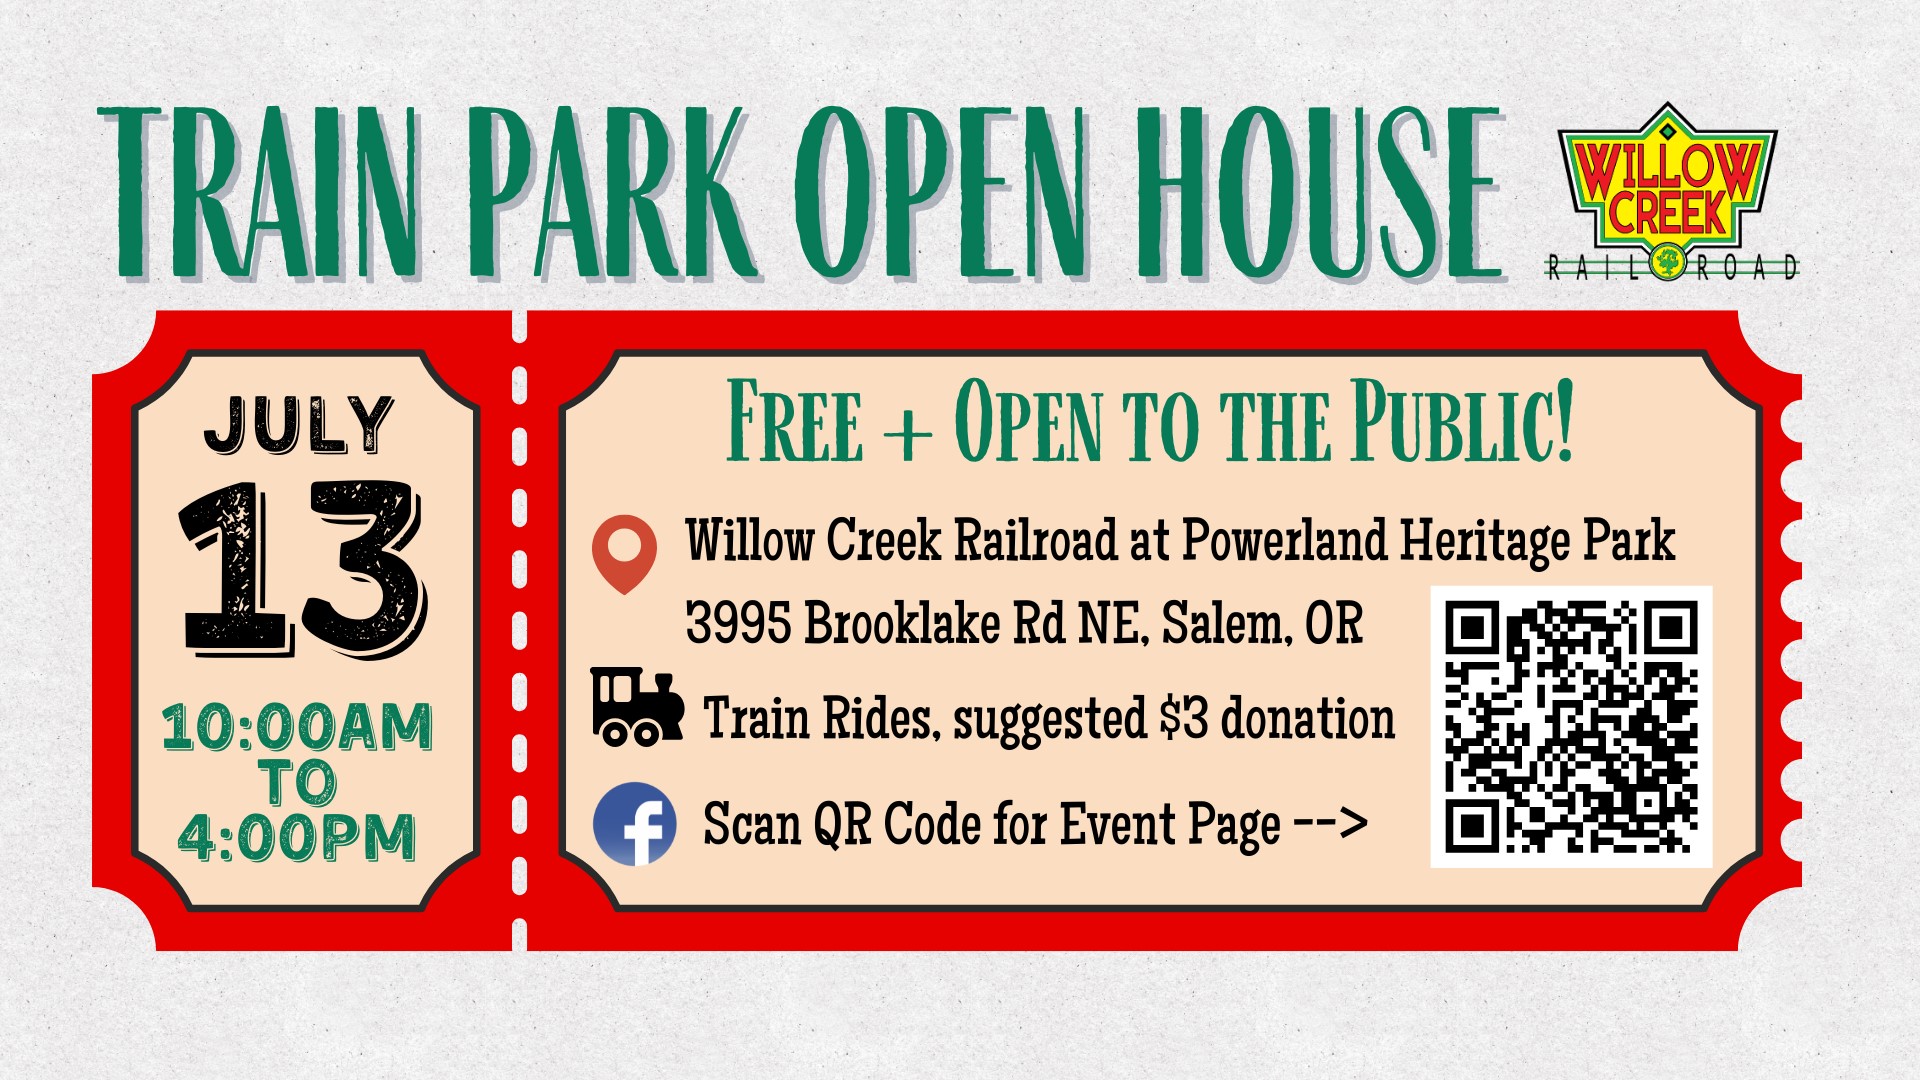 TRAIN PARK OPEN HOUSE
WILLOW
CREEK
RAILROAD
JULY
13
10:00AM
TO
4:00PM
FREE + OPEN TO THE PUBLIC!
Willow Creek Railroad at Powerland Heritage Park
3995 Brooklake Rd NE, Salem, OR
Train Rides, suggested $3 donation
Scan QR Code for Event Page -->